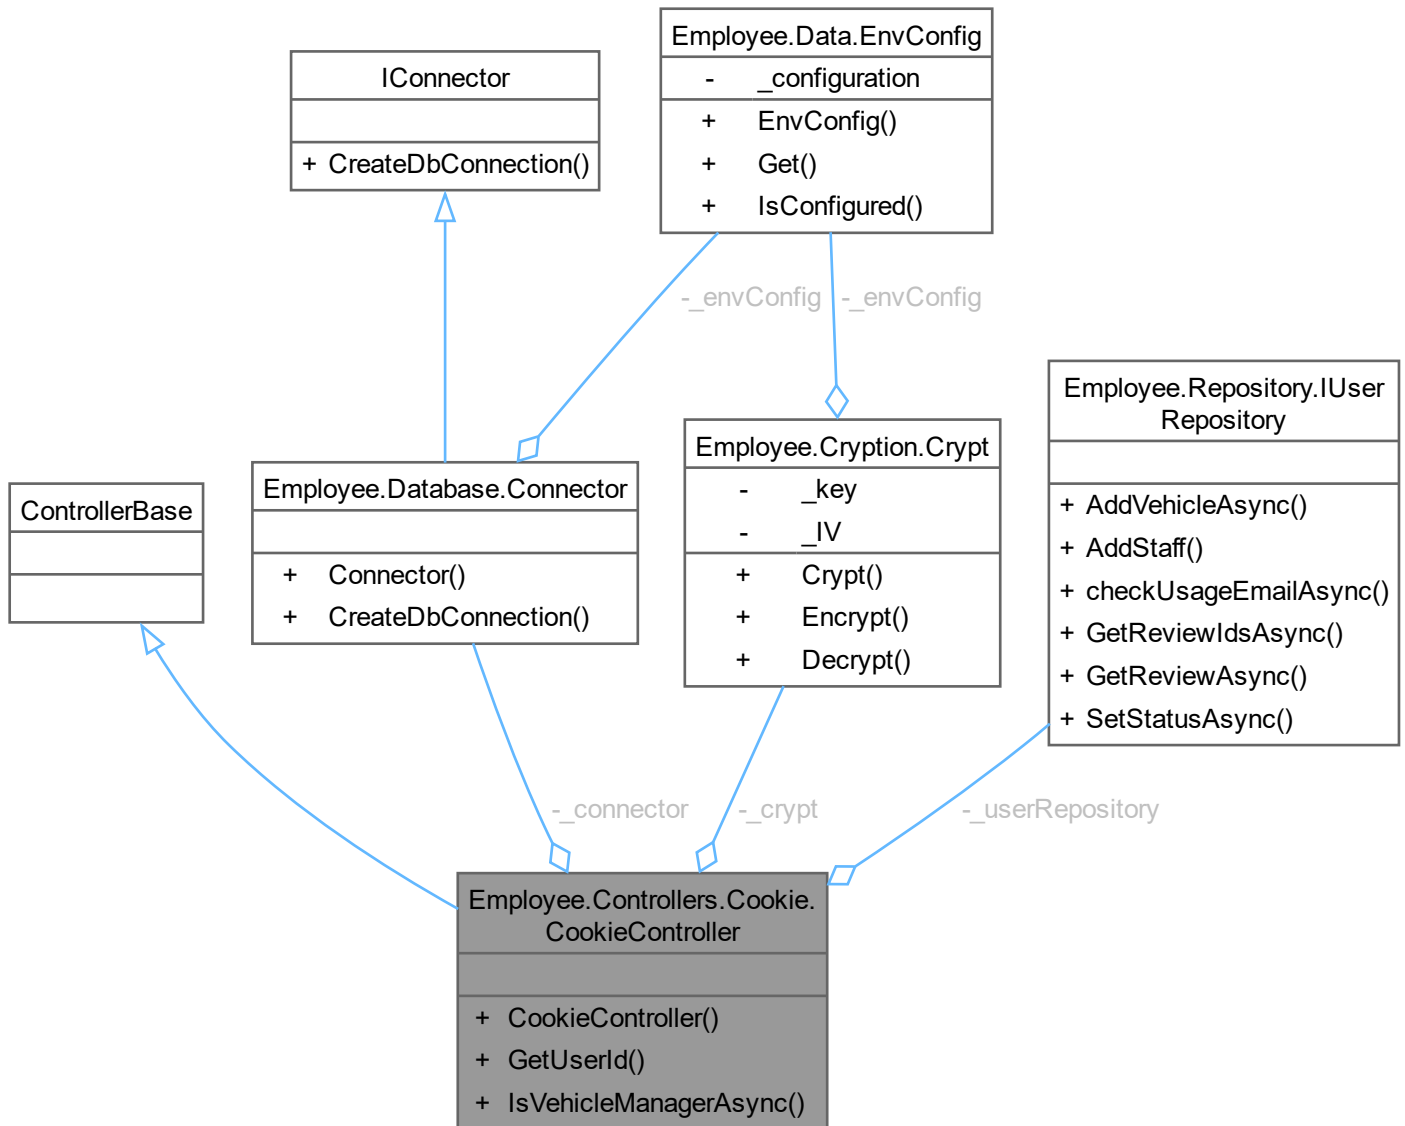 Employee.Data.EnvConfig
- _configuration
+ EnvConfig()
+ Get()
+ IsConfigured()
IConnector
+ CreateDbConnection()
-_envConfig
-_envConfig
Employee.Repository.IUser
Repository
+ AddVehicleAsync()
+ AddStaff()
+ checkUsageEmailAsync()
+ GetReviewIdsAsync()
+ GetReviewAsync()
+ SetStatusAsync()
Employee.Cryption.Crypt
- _key
- _IV
+ Crypt()
+ Encrypt()
+ Decrypt()
Employee.Database.Connector
+ Connector()
+ CreateDbConnection()
ControllerBase
-_connector
-_crypt
-_userRepository
Employee.Controllers.Cookie.
CookieController
+ CookieController()
+ GetUserId()
+ IsVehicleManagerAsync()